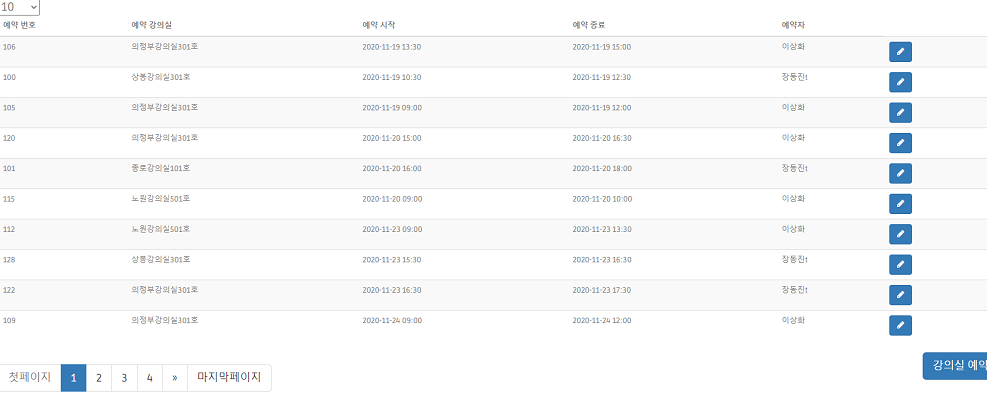 10
예약 번호 예약 강의실 예약 시작 예약 종료 예약자
106 의정부강의실301호 2020-11-19 13:30 2020-11-19 15:00 이상화
100 상봉강의실301호 2020-11-19 10:30 2020-11-19 12:30 장동진t
105 의정부강의실301호 2020-11-19 09:00 2020-11-19 12:00 이상화
120 의정부강의실301호 2020-11-20 15:00 2020-11-20 16:30 이상화
101 종로강의실101호 2020-11-20 16:00 2020-11-20 18:00 장동진t
115 노원강의실501호 2020-11-20 09:00 2020-11-20 10:00 이상화
112 노원강의실501호 2020-11-23 09:00 2020-11-23 13:30 이상화
128 상봉강의실301호 2020-11-23 15:30 2020-11-23 16:30 장동진t
122 의정부강의실301호 2020-11-23 16:30 2020-11-23 17:30 장동진t
109 의정부강의실301호 2020-11-24 09:00 2020-11-24 12:00 이상화
강의실 예약
첫페이지 1 2 3 4 » 마지막페이지